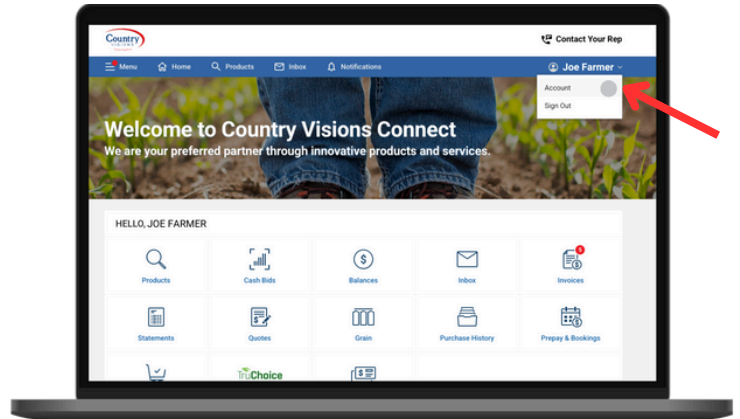 Country
VISIONS
Contact Your Rep
Menu
Home
Products
Inbox
Notifications
Joe Farmer
Account
Sign Out
Welcome to Country Visions Connect
We are your preferred partner through innovative products and services.
HELLO, JOE FARMER
Products
Cash Bids
Balances
Inbox
Invoices
Statements
Quotes
Grain
Purchase History
Prepay & Bookings
TruChoice